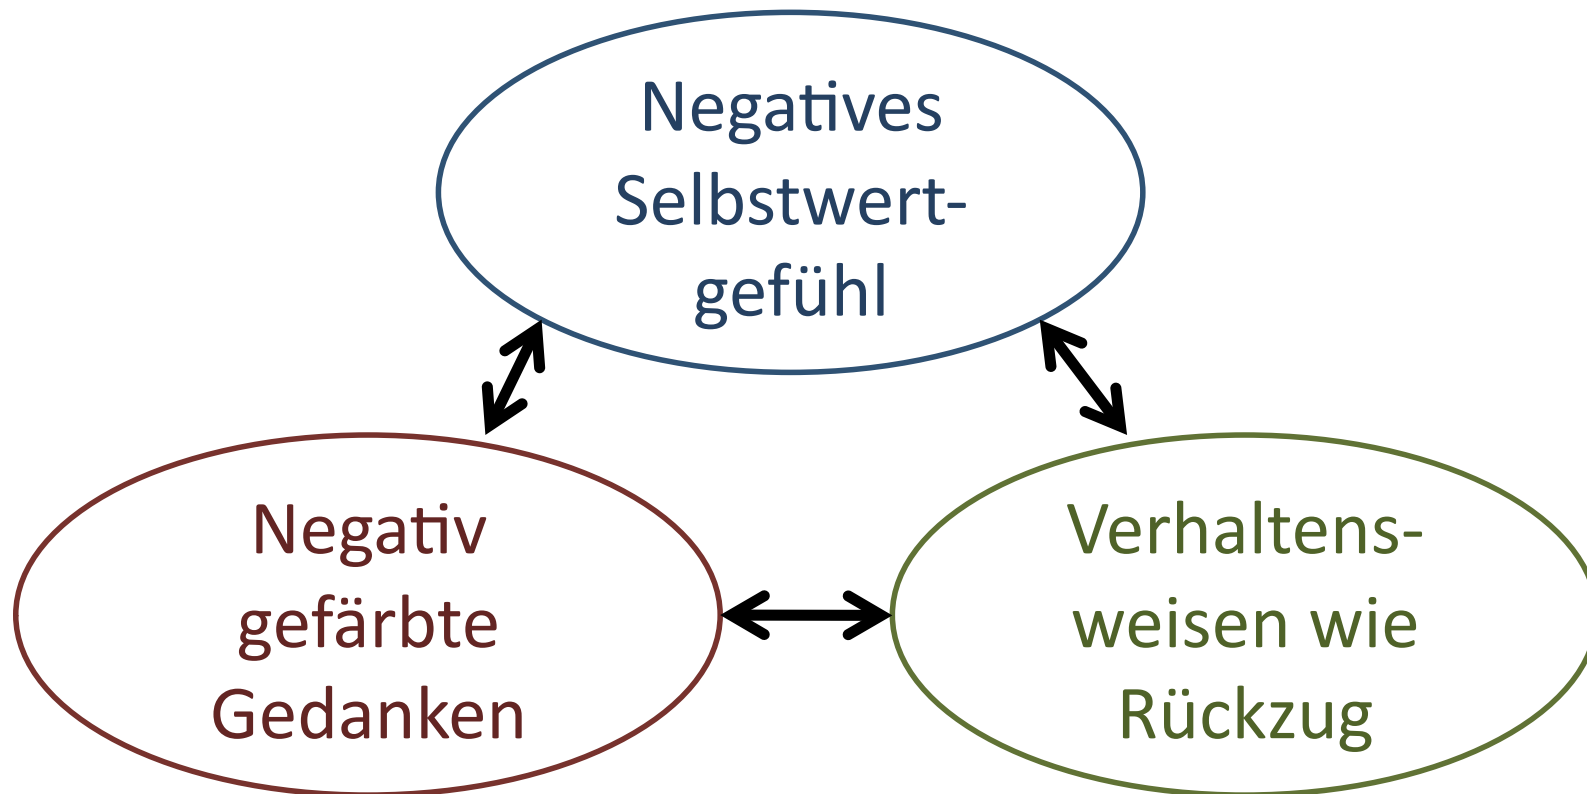 Negatives
Selbstwert-
gefühl
Negativ
gefärbte
Gedanken
Verhaltens-
weisen wie
Rückzug